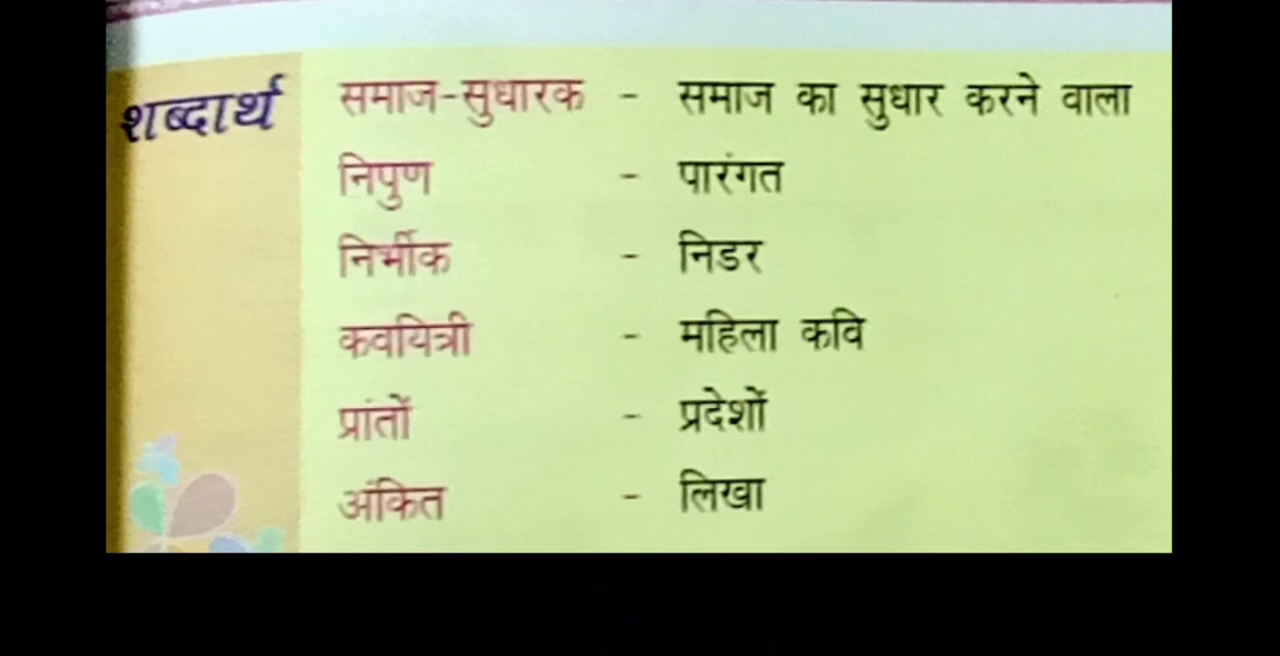 शब्दार्थ
समाज-सुधारक - समाज का सुधार करने वाला
निपुण - पारंगत
निर्भीक - निडर
कवयित्री - महिला कवि
प्रांतों - प्रदेशों
अंकित - लिखा